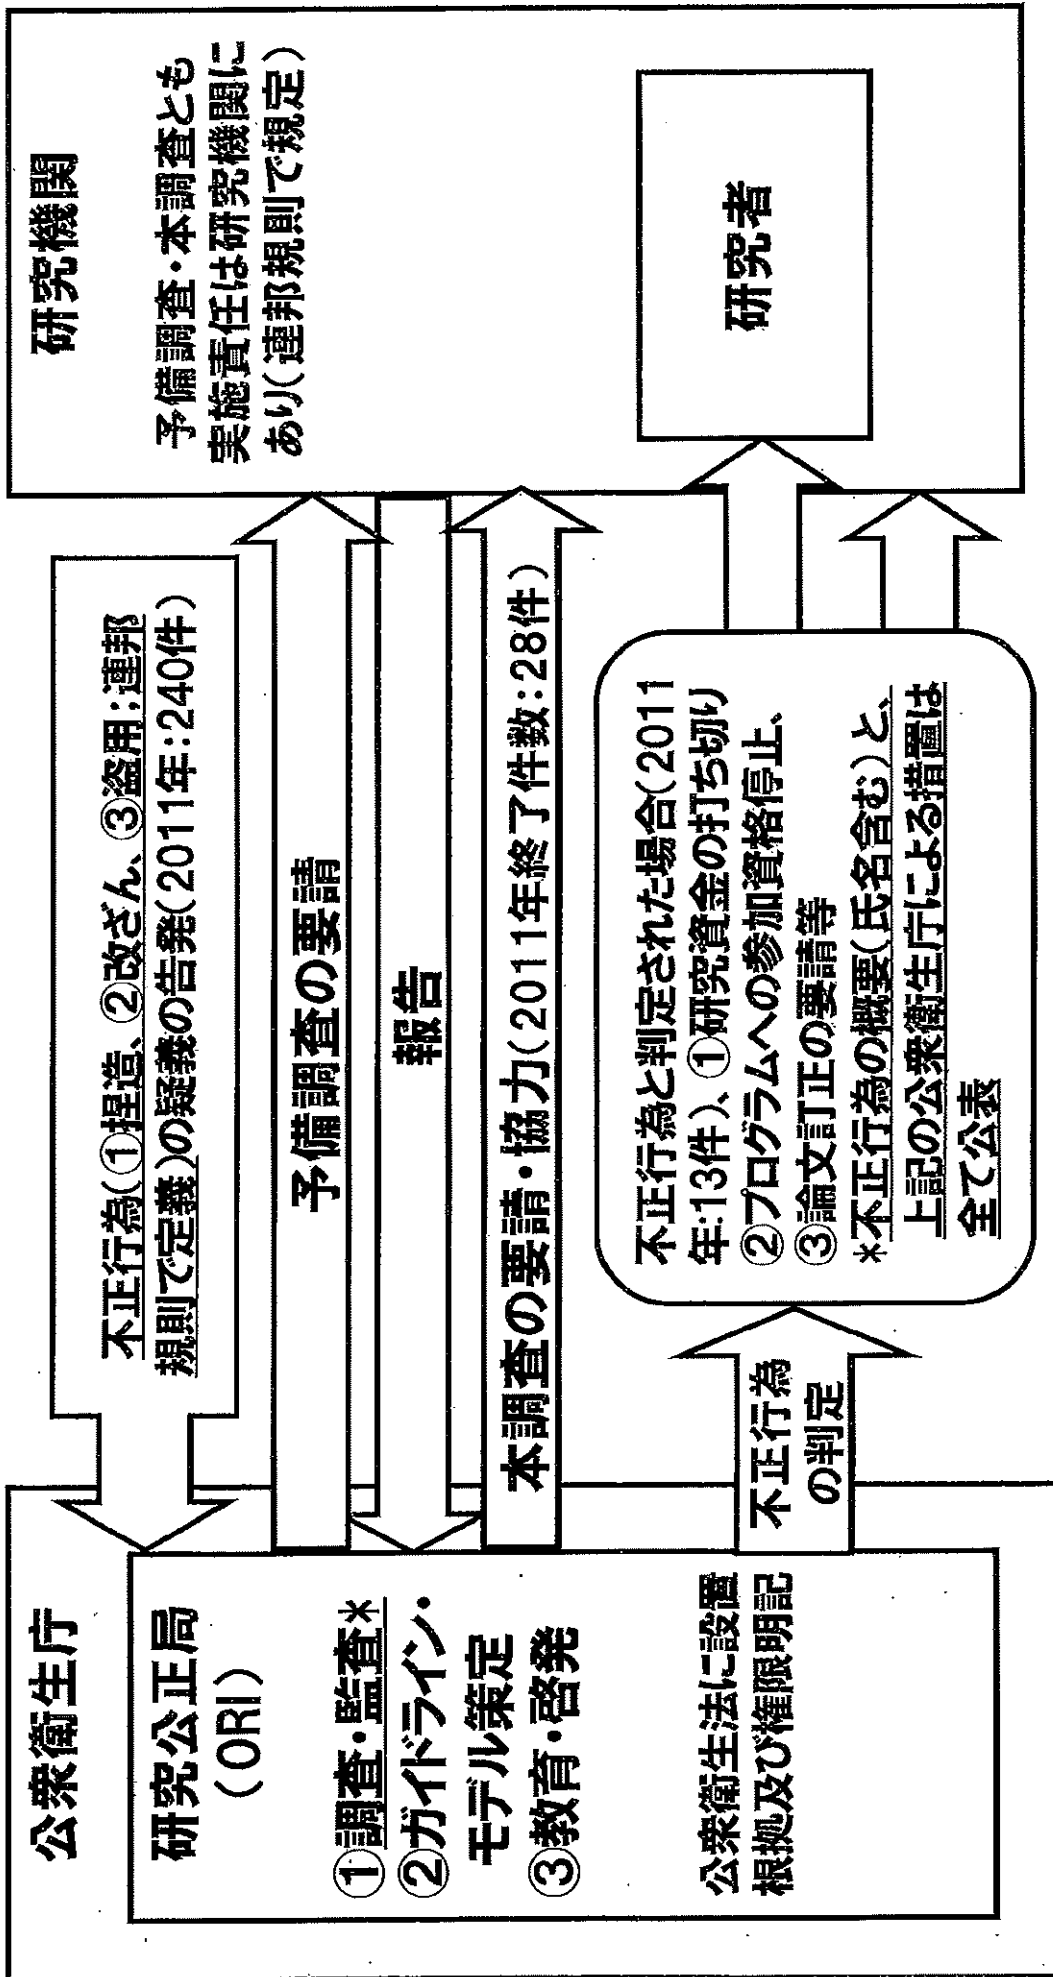 公衆衛生庁
研究公正局
(ORI)
①調査・監査*
②ガイドライン・
モデル策定
③教育・啓発
公衆衛生法に設置
根拠及び権限明記
不正行為(①捏造、②改ざん、③盗用;連邦
規則で定義)の疑義の告発(2011年:240件)
予備調査の要請
報告
本調査の要請・協力(2011年終了件数:28件)
不正行為
の判定
不正行為と判定された場合(2011
年:13件)、①研究資金の打ち切り
②プログラムへの参加資格停止、
③論文訂正の要請等
*不正行為の概要(氏名含む)と、
上記の公衆衛生庁による措置は
全て公表
研究機関
予備調査・本調査とも
実施責任は研究機関に
あり(連邦規則で規定)
研究者